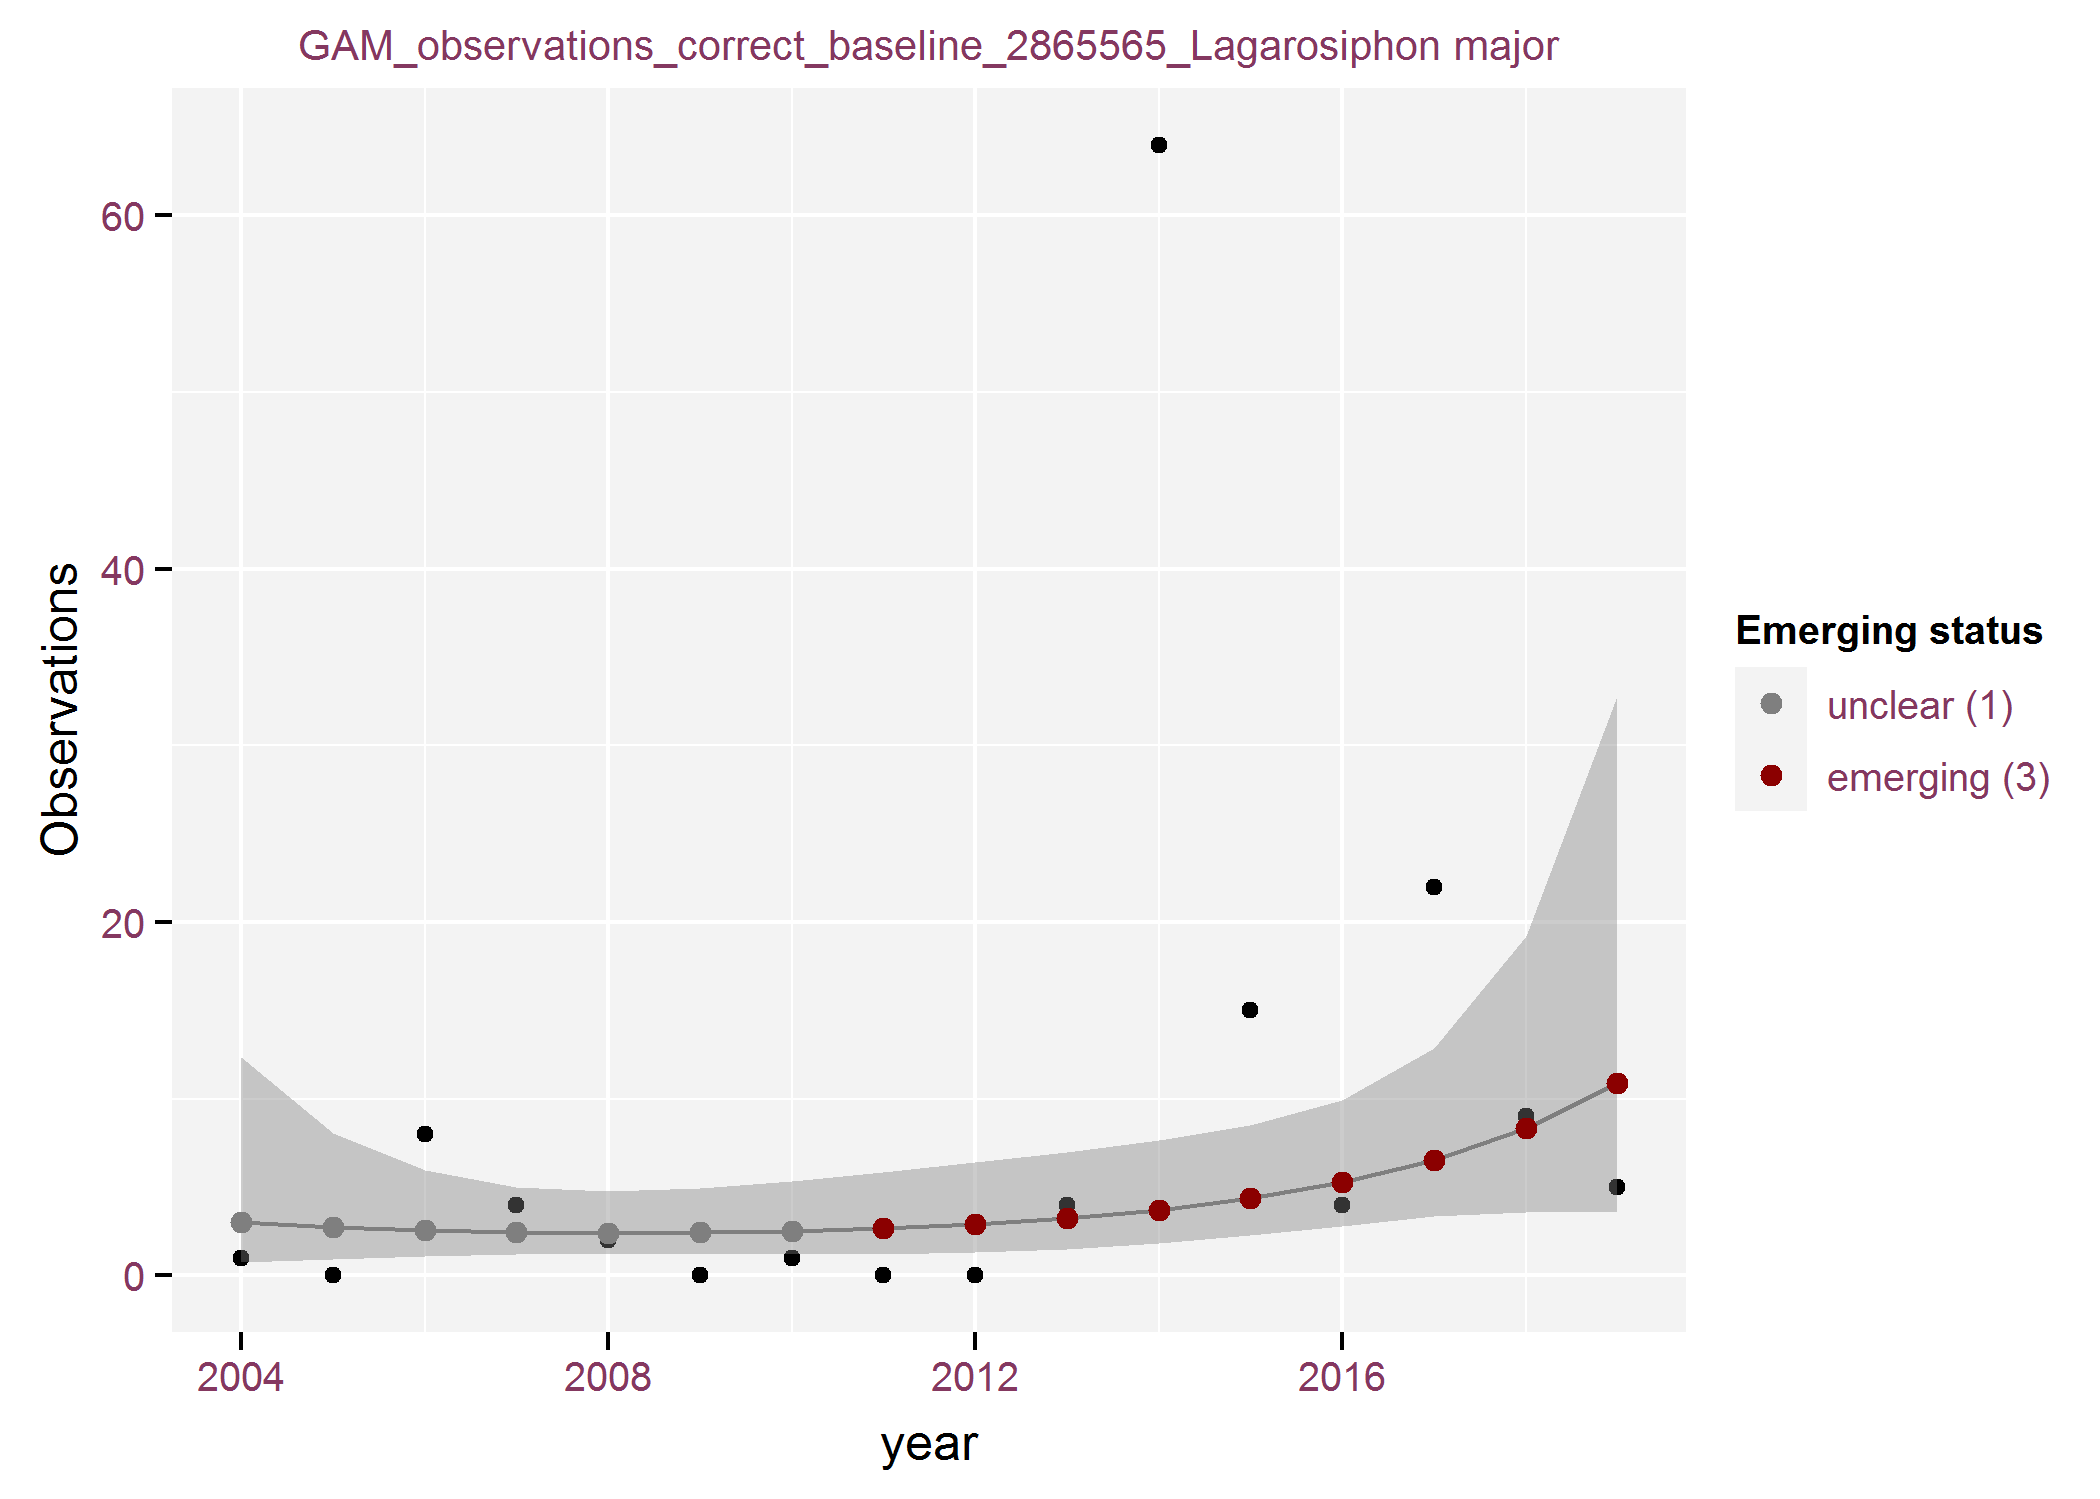 GAM_observations_correct_baseline_2865565_Lagarosiphon major
60
40
20
0
Observations
2004
2008
2012
2016
year
Emerging status
unclear (1)
emerging (3)